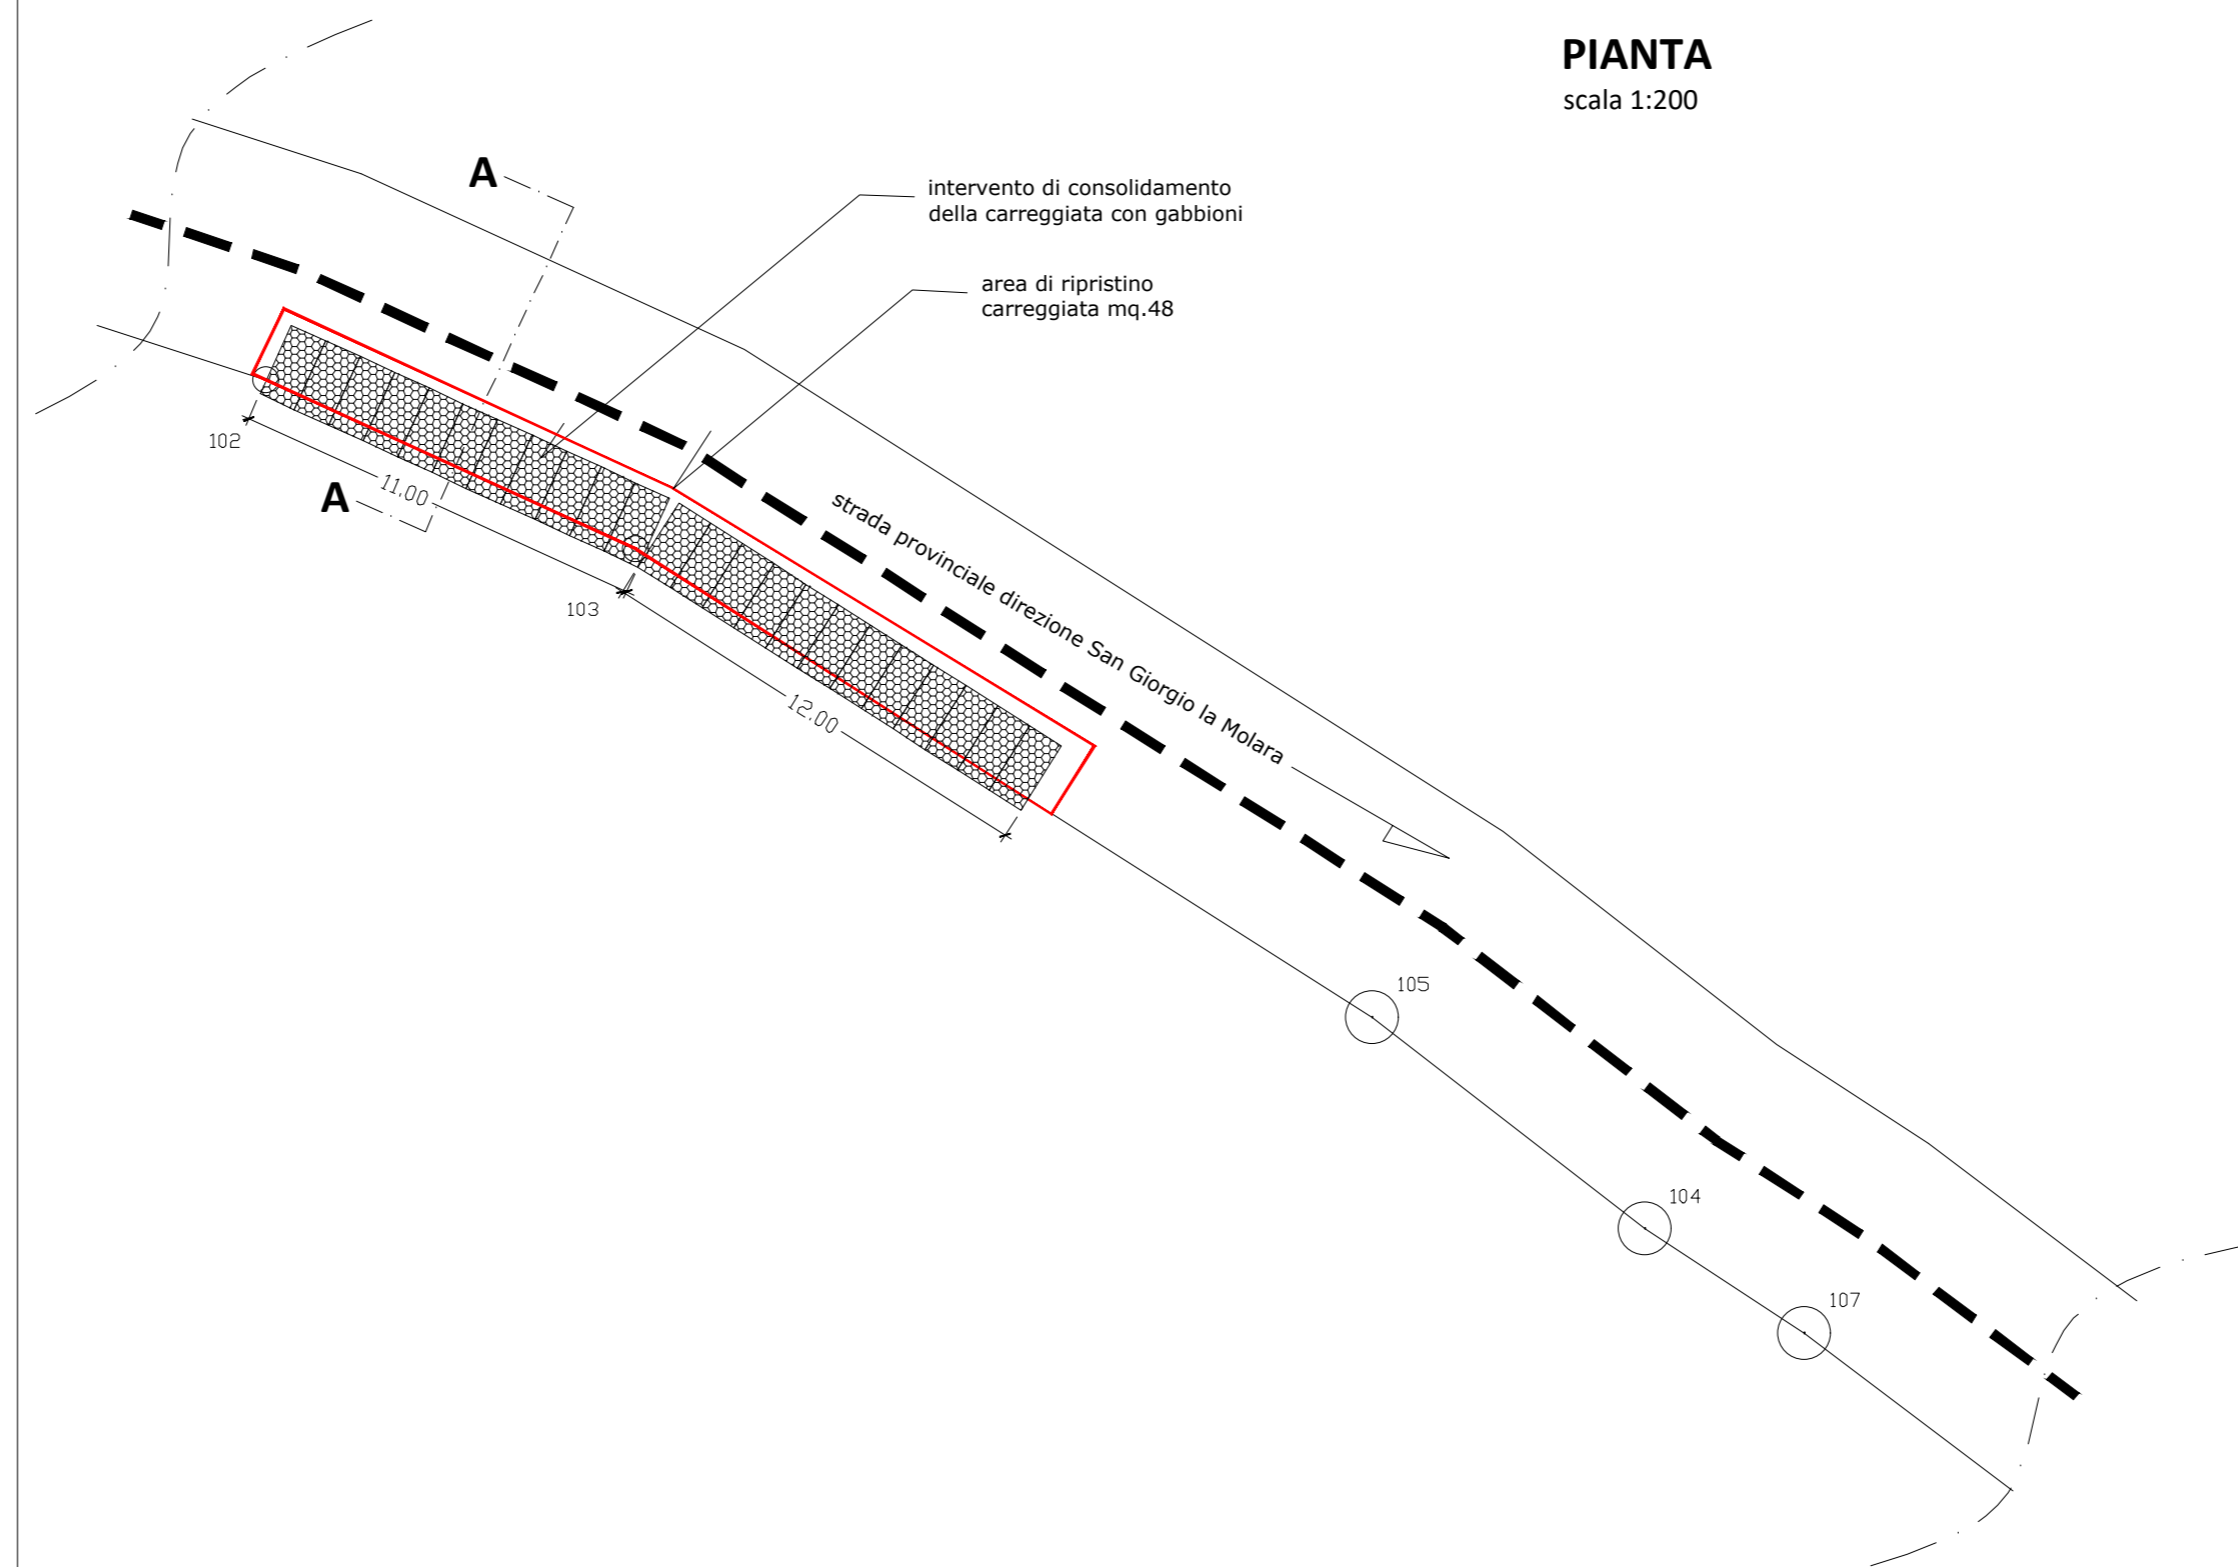 PIANTA
scala 1:200
A
intervento di consolidamento
della carreggiata con gabbioni
area di ripristino
carreggiata mq.48
102
11.00
A
strada provinciale direzione San Giorgio la Molara
103
12.00
105
104
107